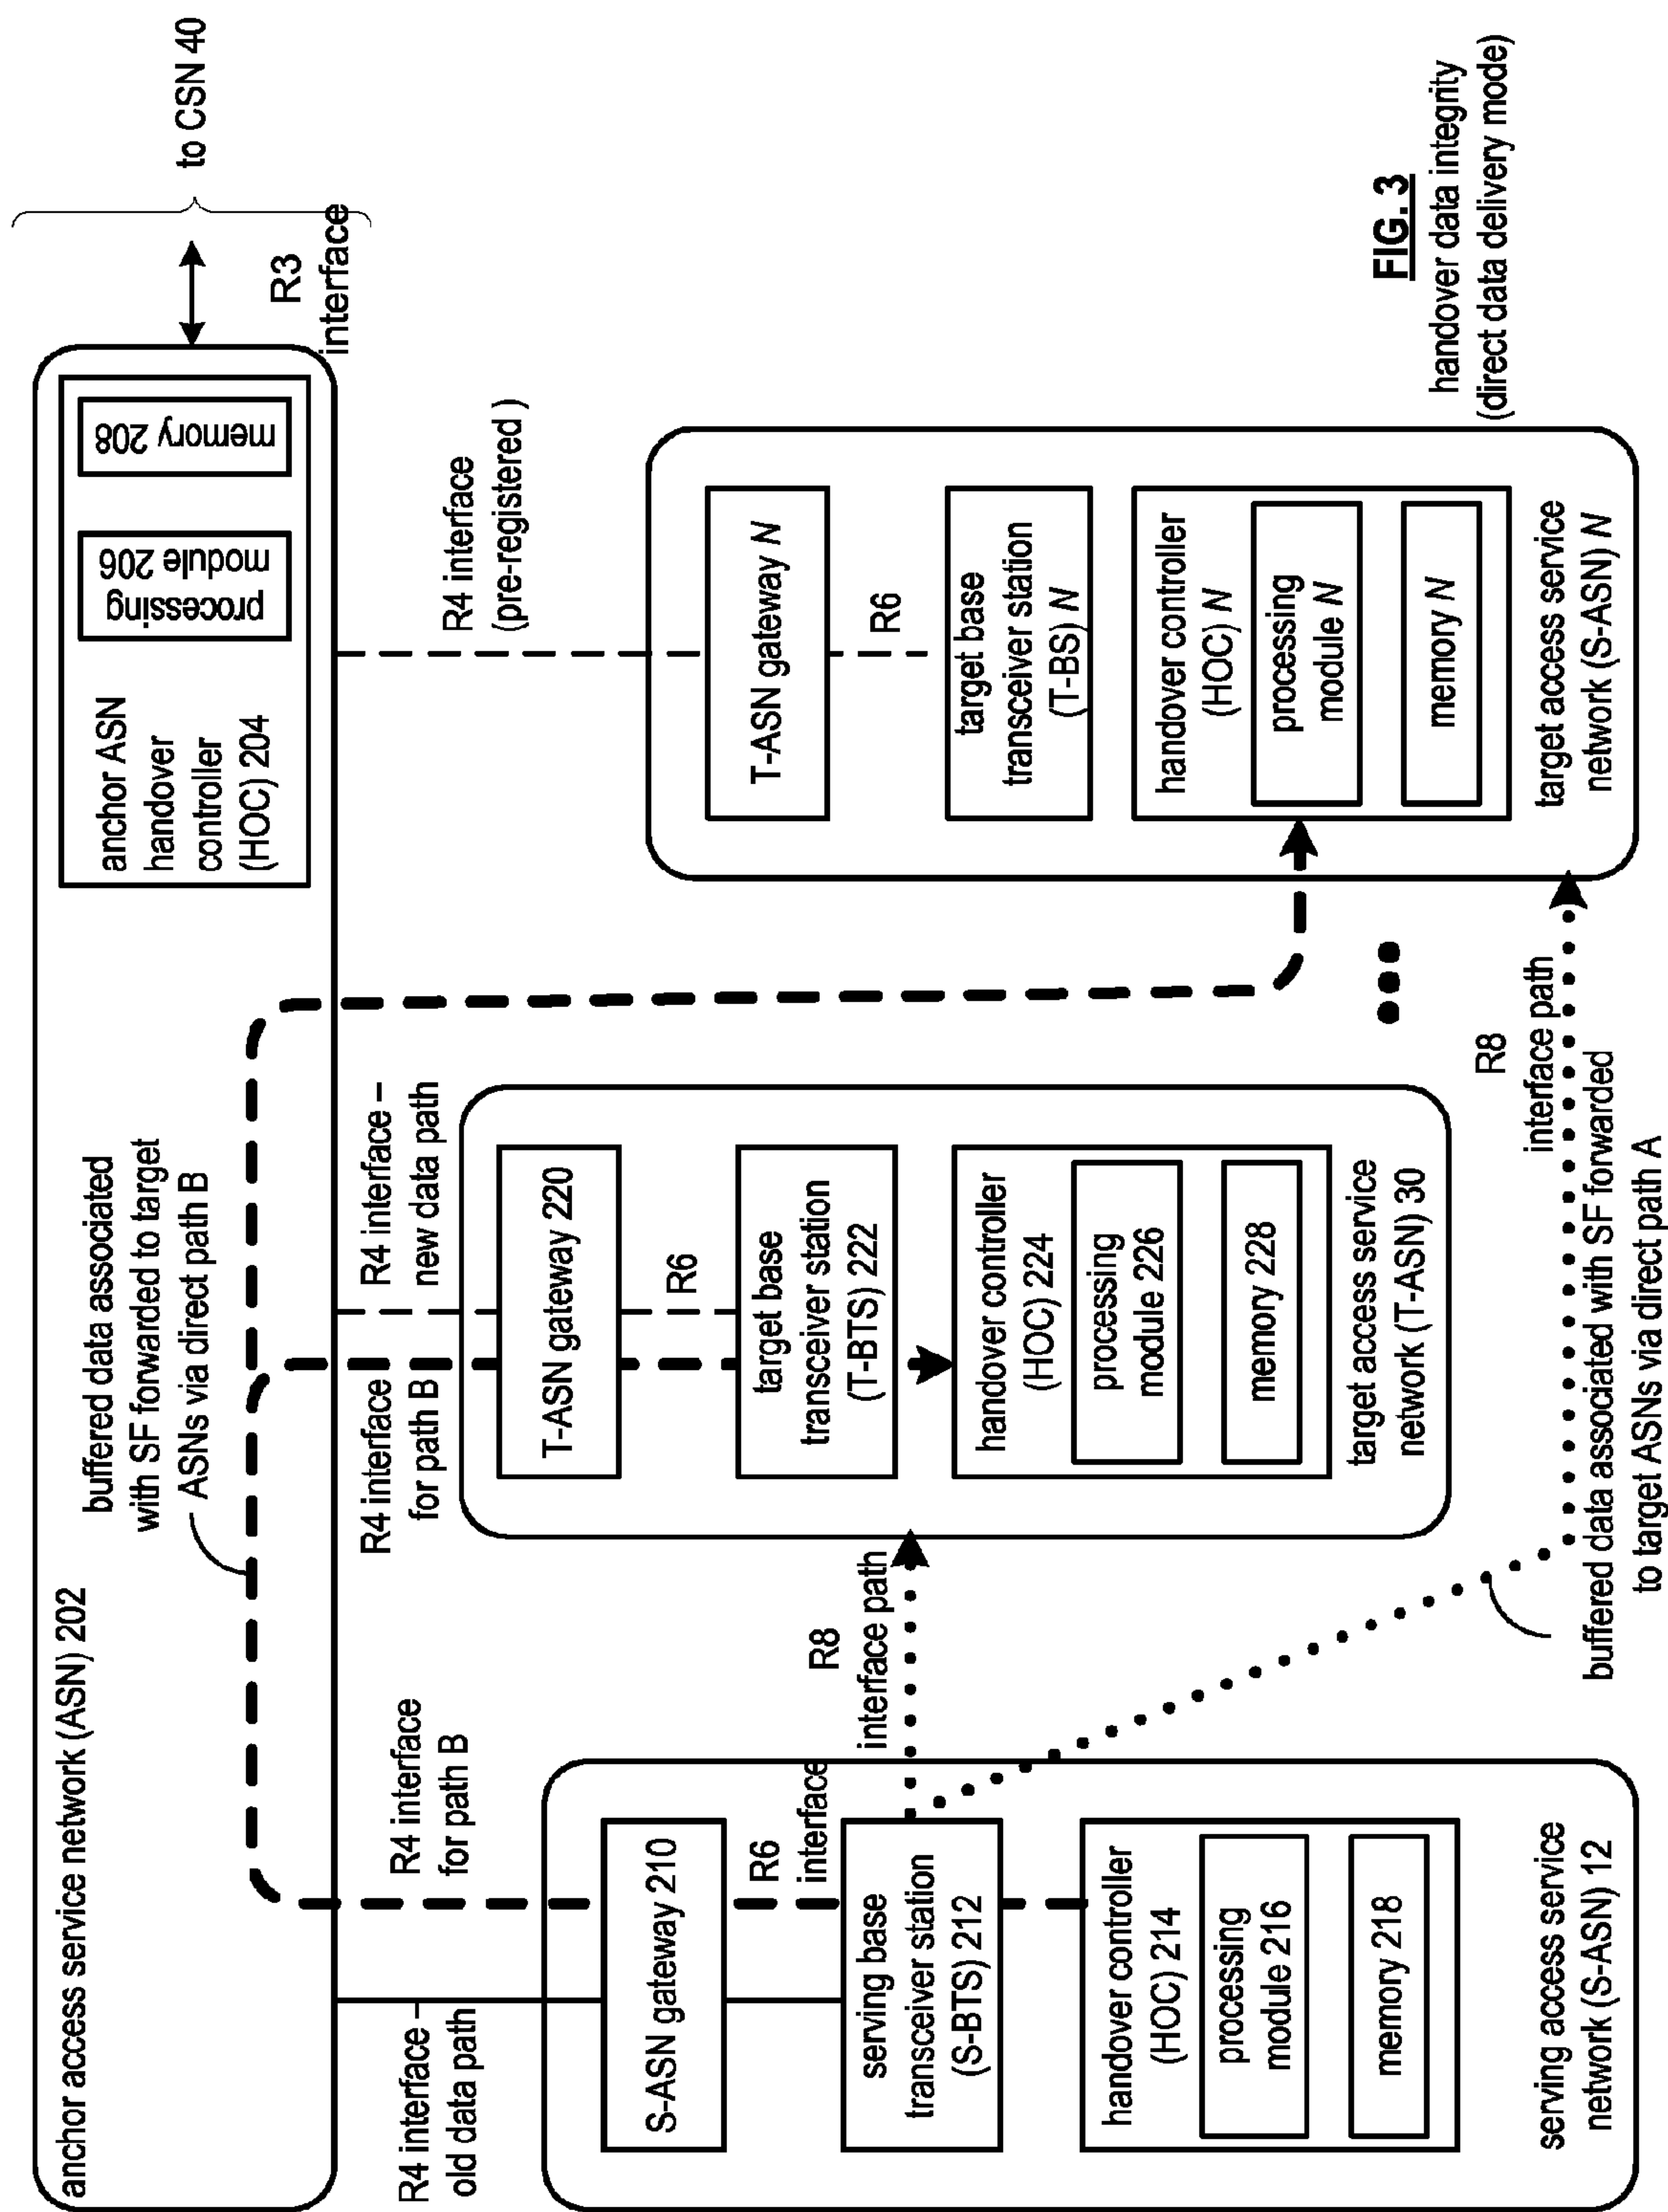 anchor access service network (ASN) 202
anchor ASN
handover
controller
(HOC) 204
processing
module 206
memory 208
R3
interface
to CSN 40
buffered data associated
with SF forwarded to target
ASNs via direct path B
R4 interface –
old data path
R4 interface
for path B
R4 interface
for path B
R4 interface –
new data path
R4 interface
(pre-registered )
S-ASN gateway 210
R6
interface
serving base
transceiver station
(S-BTS) 212
handover controller
(HOC) 214
processing
module 216
memory 218
serving access service
network (S-ASN) 12
R8
interface path
T-ASN gateway 220
R6
target base
transceiver station
(T-BTS) 222
handover controller
(HOC) 224
processing
module 226
memory 228
target access service
network (T-ASN) 30
T-ASN gateway N
R6
target base
transceiver station
(T-BS) N
handover controller
(HOC) N
processing
module N
memory N
target access service
network (S-ASN) N
R8
interface path
buffered data associated with SF forwarded
to target ASNs via direct path A
FIG. 3
handover data integrity
(direct data delivery mode)